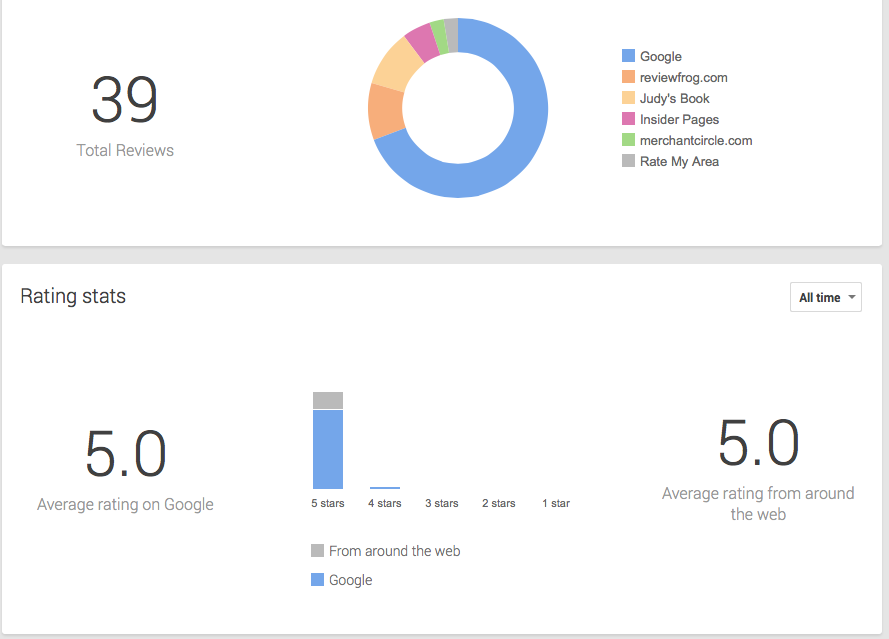 39
Total Reviews
Google
reviewfrog.com
Judy's Book
Insider Pages
merchantcircle.com
Rate My Area
Rating stats
All time
5.0
Average rating on Google
5 stars 4 stars 3 stars 2 stars 1 star
From around the web
Google
5.0
Average rating from around
the web